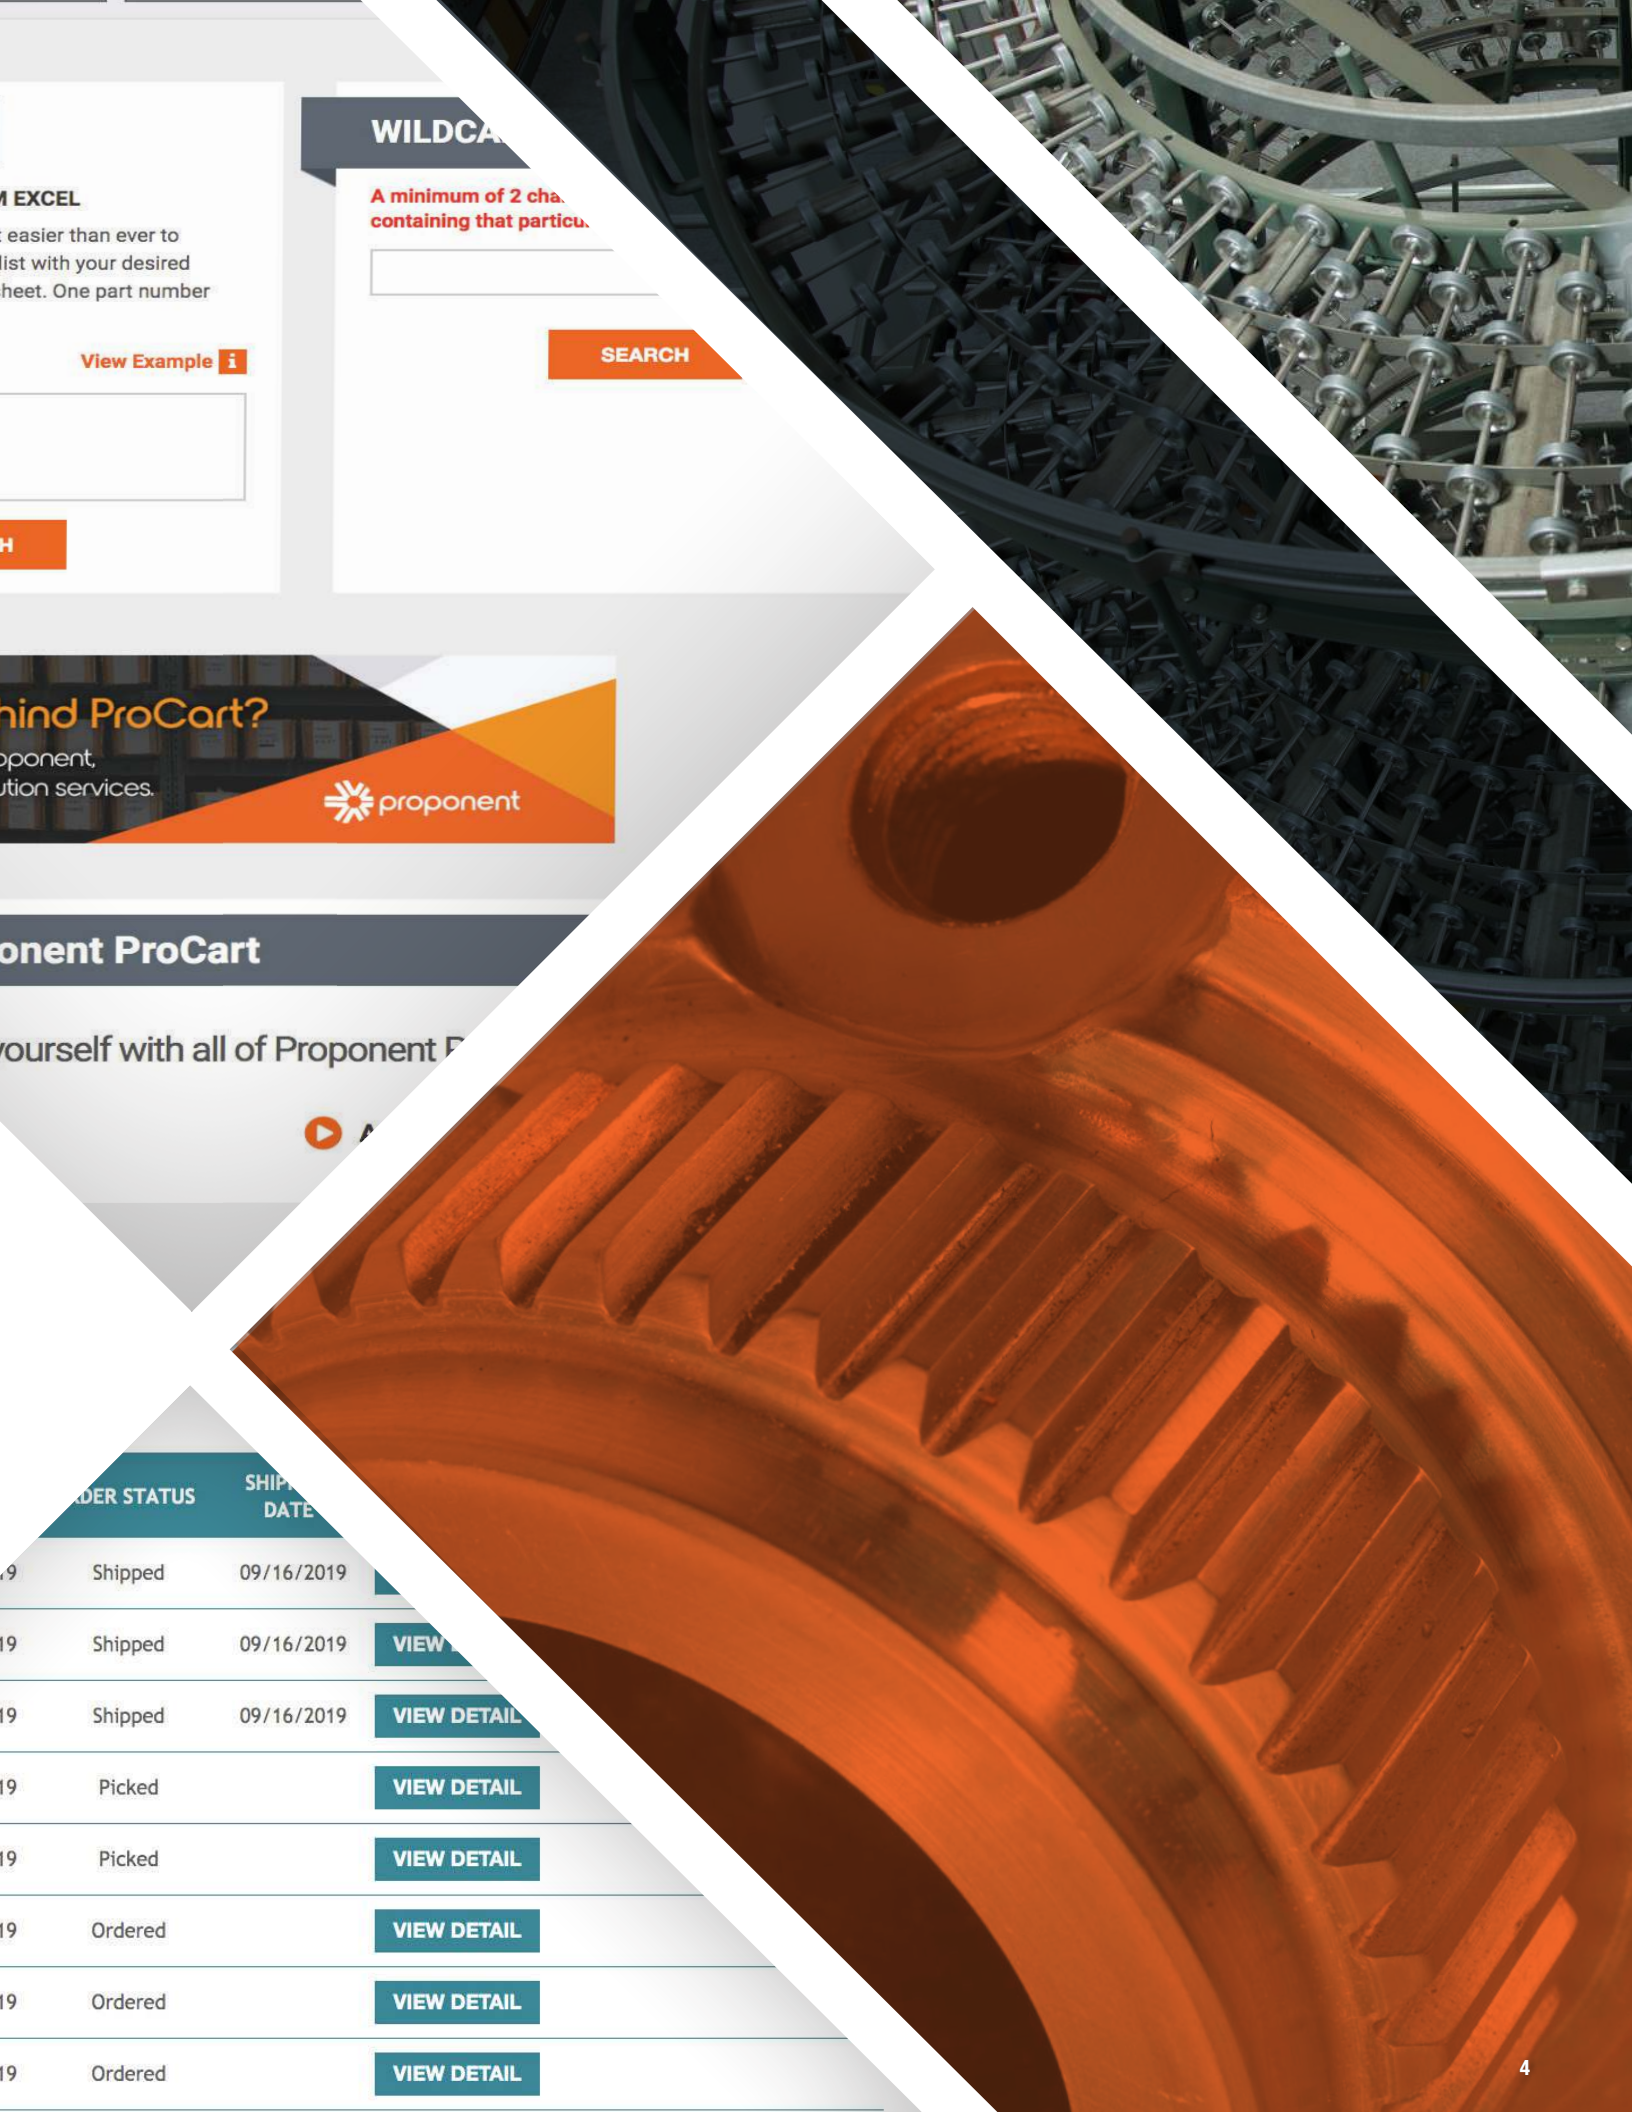 WILDCA
M EXCEL
easier than ever to
list with your desired
heet. One part number
View Example i
H
A minimum of 2 cha
containing that particu
SEARCH
hind ProCart?
ponent,
ution services.
proponent
onent ProCart
yourself with all of Proponent P
A
DER STATUS
SHIP
DATE
19 Shipped 09/16/2019
19 Shipped 09/16/2019 VIEW
19 Shipped 09/16/2019 VIEW DETAIL
19 Picked VIEW DETAIL
19 Picked VIEW DETAIL
19 Ordered VIEW DETAIL
19 Ordered VIEW DETAIL
19 Ordered VIEW DETAIL
4